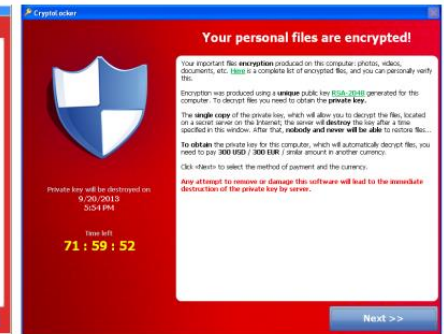 CryptoLocker
Your personal files are encrypted!
Your important files encryption produced on this computer: photos, videos,
documents, etc. Here is a complete list of encrypted files, and you can personally verify
this.
Encryption was produced using a unique public key RSA-2048 generated for this
computer. To decrypt files you need to obtain the private key.
The single copy of the private key, which will allow you to decrypt the files, located
on a secret server on the Internet; the server will destroy the key after a time
specified in this window. After that, nobody and never will be able to restore files...
To obtain the private key for this computer, which will automatically decrypt files, you
need to pay 300 USD / 300 EUR / similar amount in another currency.
Click «Next» to select the method of payment and the currency.
Any attempt to remove or damage this software will lead to the immediate
destruction of the private key by server.
Private key will be destroyed on
9/20/2013
5:54 PM
Time left
71 : 59 : 52
Next >>